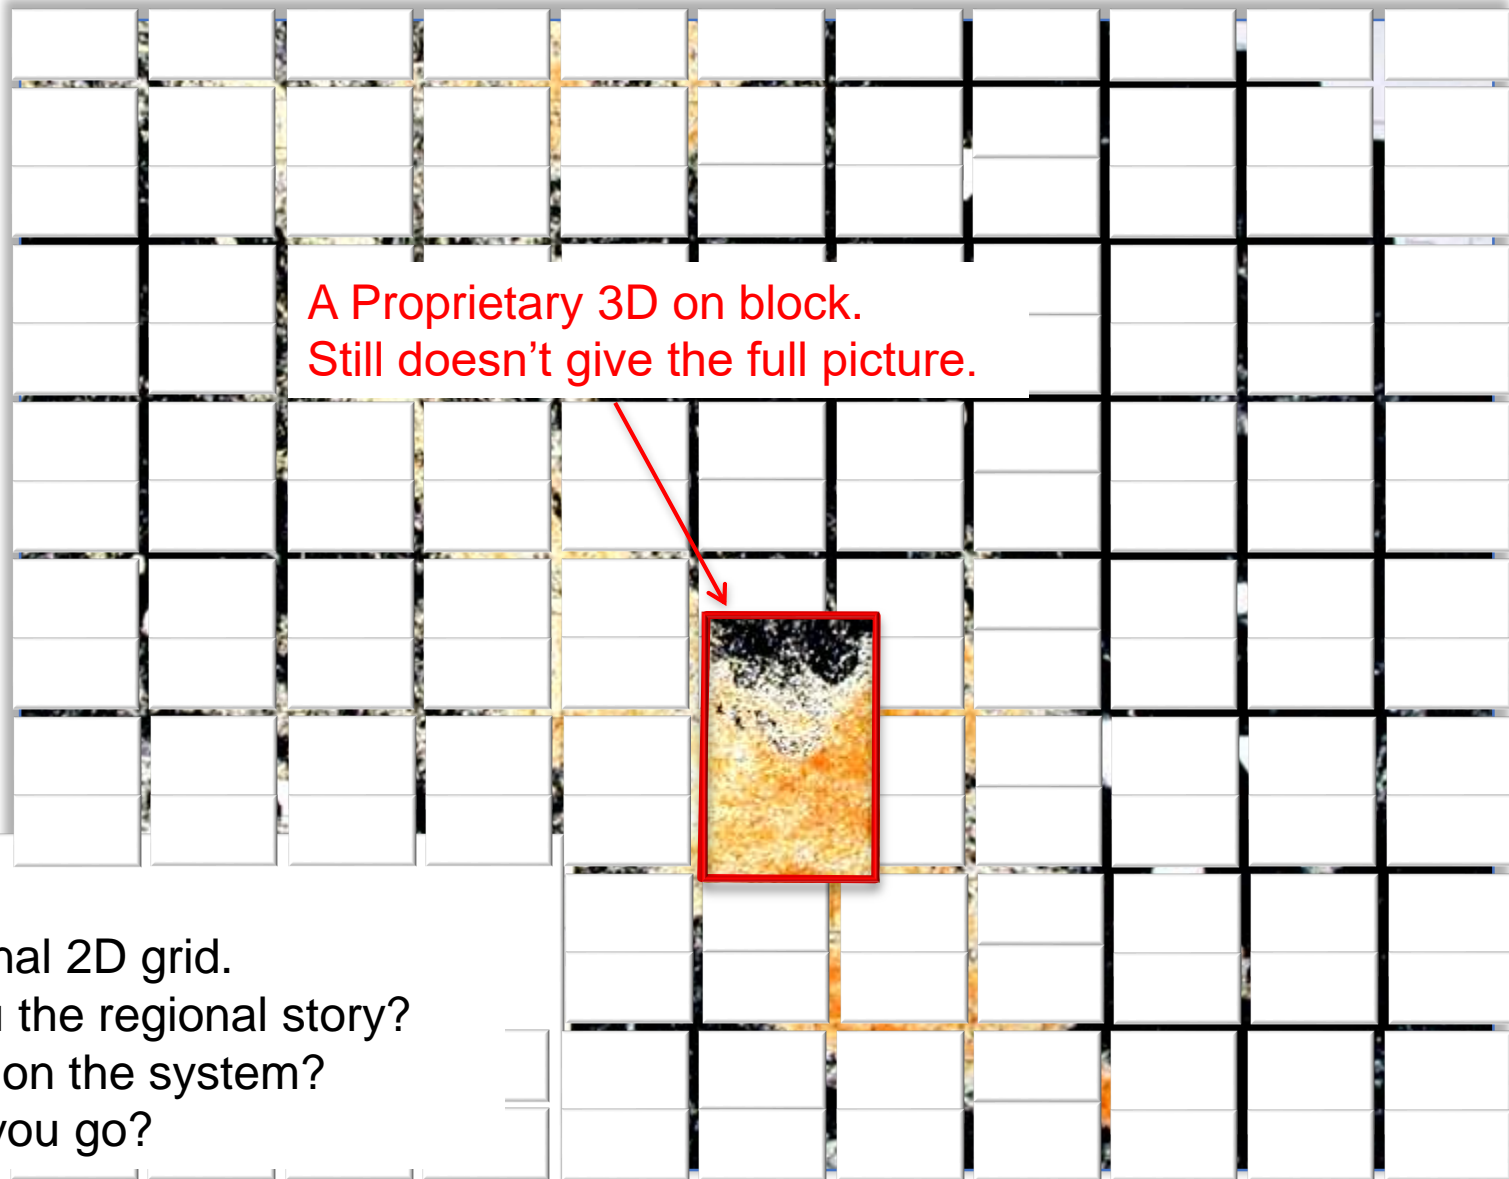 A Proprietary 3D on block.
Still doesn’t give the full picture.
2D grid.
the regional story?
on the system?
you go?